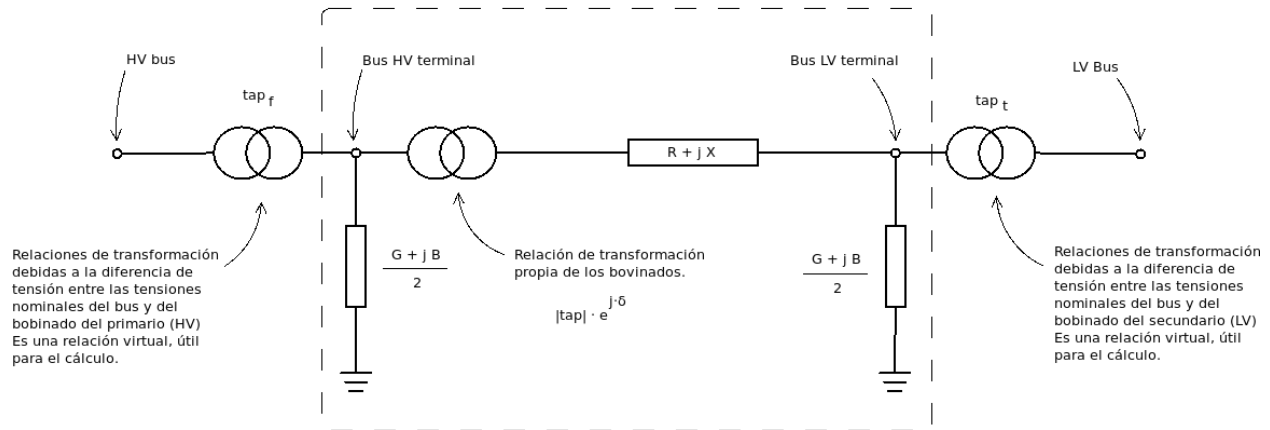 HV bus
Bus HV terminal
Bus LV terminal
LV Bus
tap f
tap t
R + j X
G + j B
2
G + j B
2
Relaciones de transformación
debidas a la diferencia de
tensión entre las tensiones
nominales del bus y del
bobinado del primario (HV)
Es una relación virtual, útil
para el cálculo.
Relación de transformación
propia de los bovinados.
|tap| · e^j·δ
Relaciones de transformación
debidas a la diferencia de
tensión entre las tensiones
nominales del bus y del
bobinado del secundario (LV)
Es una relación virtual, útil
para el cálculo.